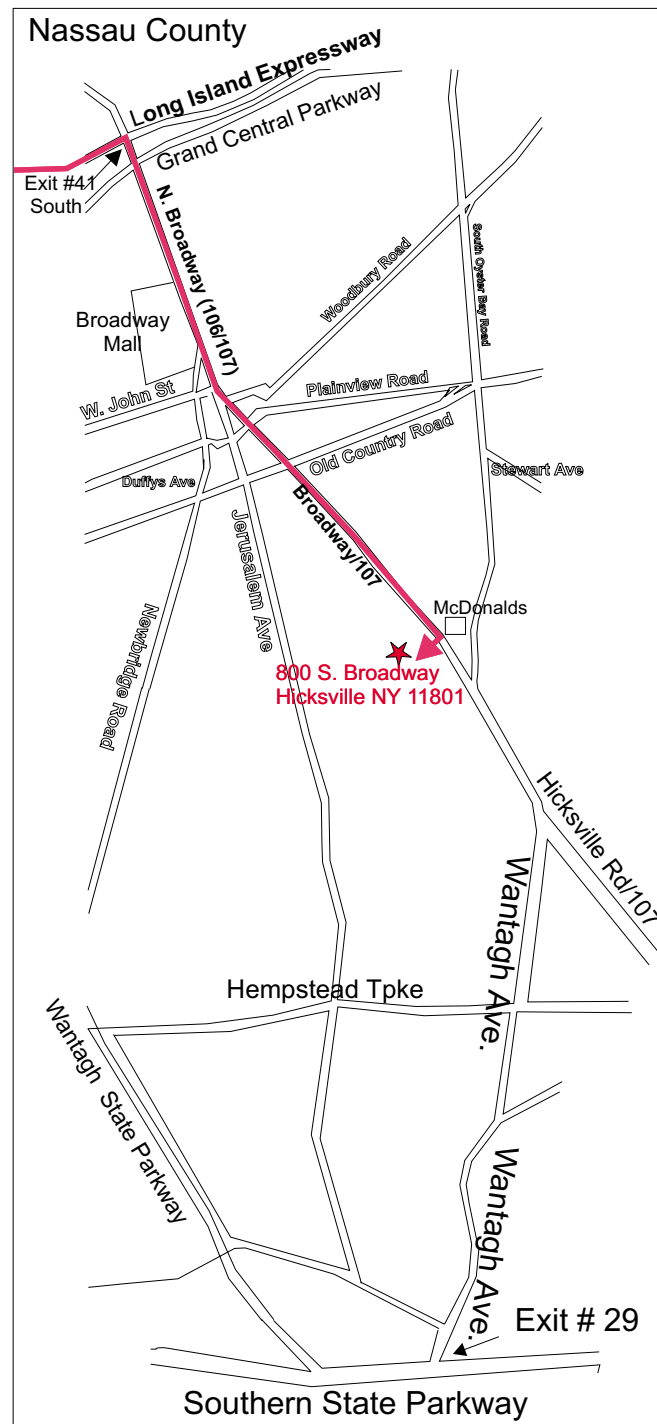 Nassau County
Long Island Expressway
Grand Central Parkway
Exit #41
South
N. Broadway (106/107)
Woodbury Road
South Oyster Bay Road
Broadway
Mall
W. John St
Plainview Road
Old Country Road
Duffys Ave
Stewart Ave
Broadway/107
Jerusalem Ave
McDonalds
Newbridge Road
800 S. Broadway
Hicksville NY 11801
Hicksville Rd/107
Wantagh Ave.
Hempstead Tpke
Wantagh State Parkway
Wantagh Ave.
Exit # 29
Southern State Parkway